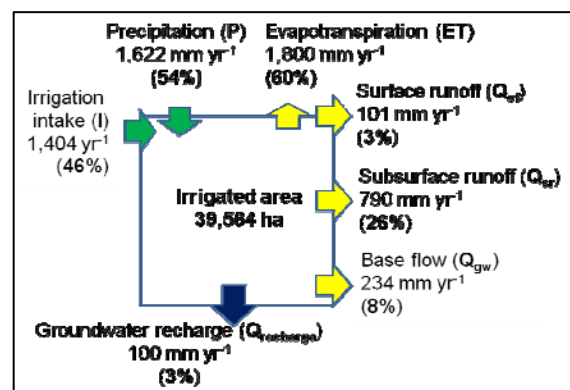 Precipitation (P)
1,622 mm yr⁻¹
(54%)
Evapotranspiration (ET)
1,800 mm yr⁻¹
(60%)
Irrigation
intake (I)
1,404 yr⁻¹
(46%)
Surface runoff (Qsf)
101 mm yr⁻¹
(3%)
Irrigated area
39,564 ha
Subsurface runoff (Qsr)
790 mm yr⁻¹
(26%)
Base flow (Qgw)
234 mm yr⁻¹
(8%)
Groundwater recharge (Qrecharge)
100 mm yr⁻¹
(3%)